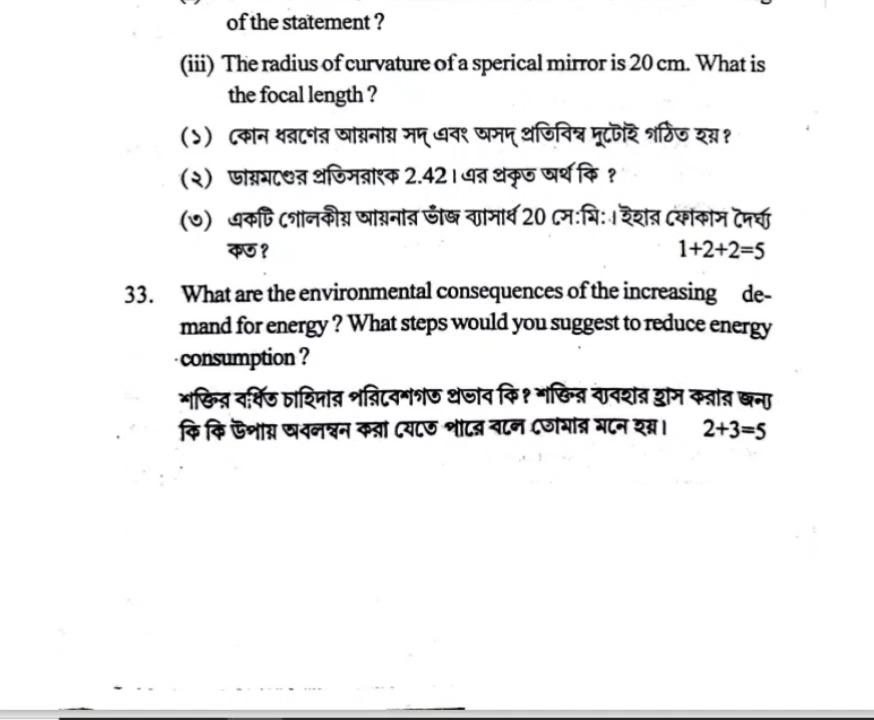 of the statement ?
(iii) The radius of curvature of a sperical mirror is 20 cm. What is
the focal length ?
(১) কোন ধরণের আয়নায় সদ্ এবং অসদ্ প্রতিবিম্ব দুটোই গঠিত হয়?
(২) ডায়মণ্ডের প্রতিসরাংক 2.42। এর প্রকৃত অর্থ কি ?
(৩) একটি গোলকীয় আয়নার ভাঁজ ব্যাসার্ধ 20 সে:মি:। ইহার ফোকাস দৈর্ঘ্য
কত?                    1+2+2=5
33. What are the environmental consequences of the increasing de-
mand for energy ? What steps would you suggest to reduce energy
consumption ?
শক্তির বর্ধিত চাহিদার পরিবেশগত প্রভাব কি? শক্তির ব্যবহার হ্রাস করার জন্য
কি কি উপায় অবলম্বন করা যেতে পারে বলে তোমার মনে হয়।    2+3=5